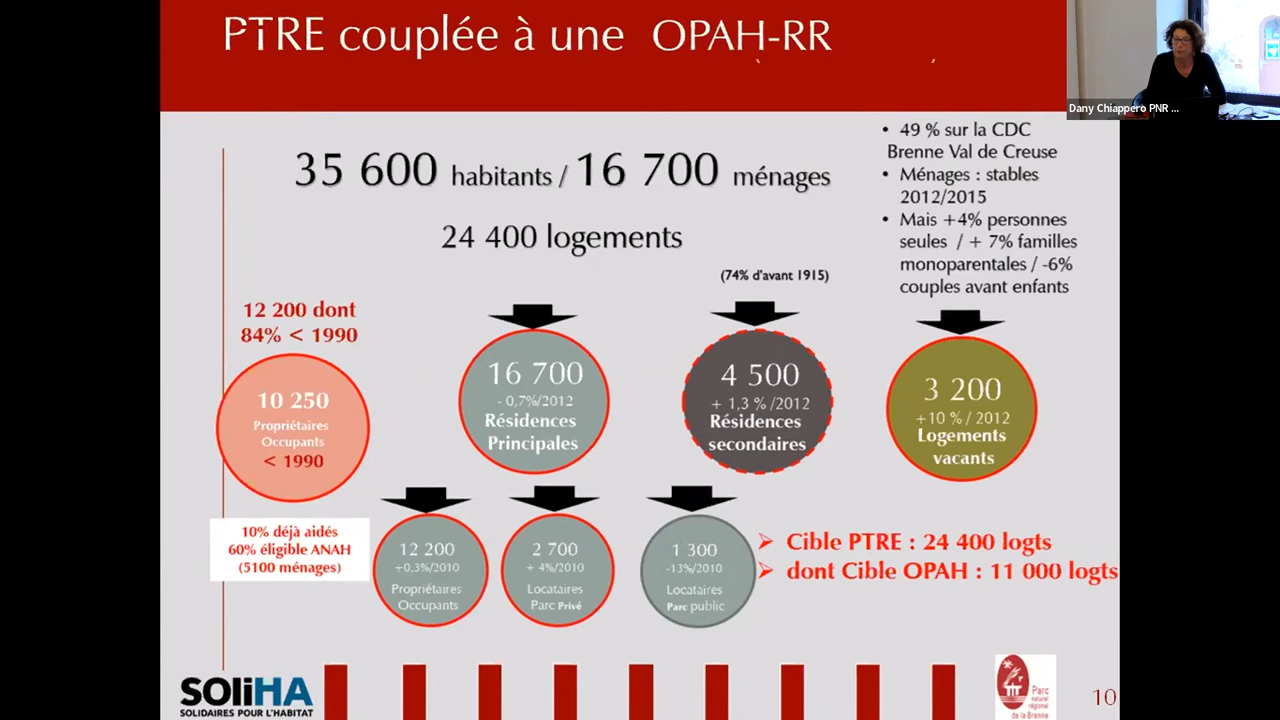 PTRE couplée à une OPAH-RR
Dany Chiappero PNR ...
35 600 habitants / 16 700 ménages
24 400 logements
• 49 % sur la CDC
Brenne Val de Creuse
• Ménages : stables
2012/2015
• Mais +4% personnes
seules / + 7% familles
monoparentales / -6%
couples avant enfants
(74% d'avant 1915)
12 200 dont
84% < 1990
10 250
Propriétaires
Occupants
< 1990
16 700
- 0,7%/2012
Résidences
Principales
4 500
+ 1,3 % /2012
Résidences
secondaires
3 200
+10 % / 2012
Logements
vacants
10% déjà aidés
60% éligible ANAH
(5100 ménages)
12 200
+0,3%/2010
Propriétaires
Occupants
2 700
+ 4%/2010
Locataires
Parc Privé
1 300
-13%/2010
Locataires
Parc public
➢ Cible PTRE : 24 400 logts
➢ dont Cible OPAH : 11 000 logts
SOLiHA
SOLIDAIRES POUR L'HABITAT
Parc
naturel
régional
de la Brenne
10